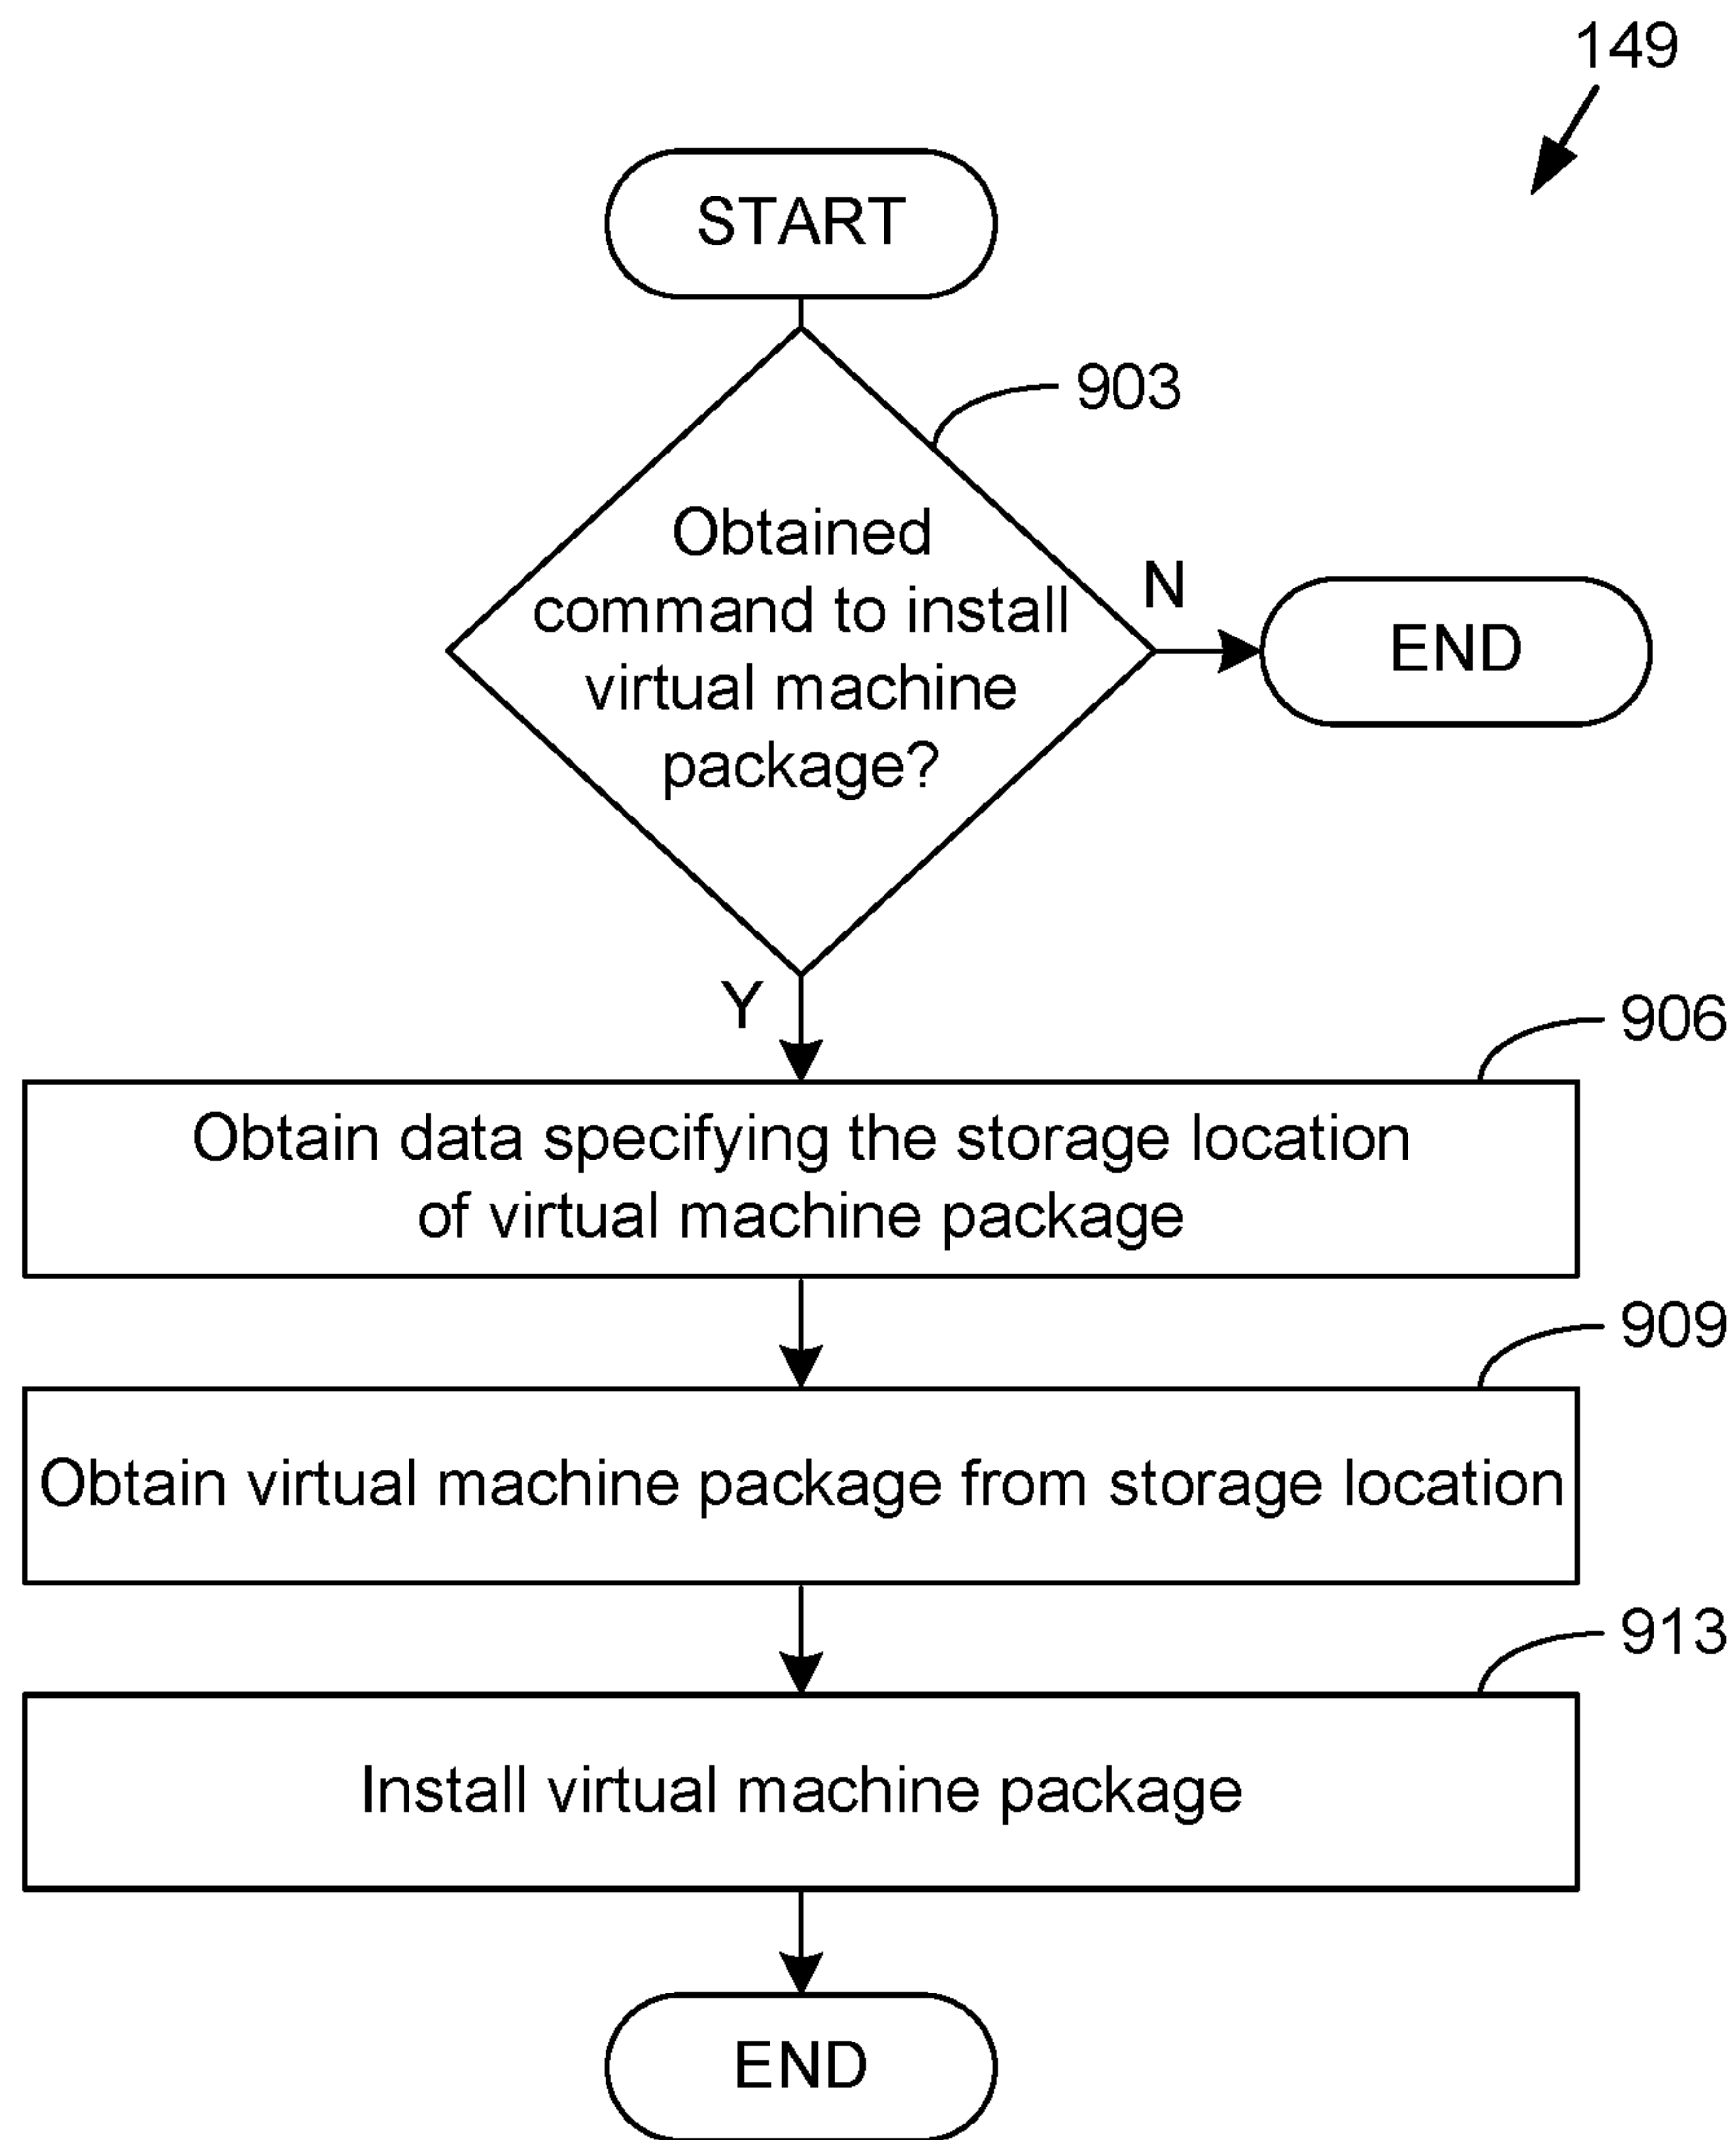 149
START
903
Obtained
command to install
virtual machine
package?
N
END
Y
906
Obtain data specifying the storage location
of virtual machine package
909
Obtain virtual machine package from storage location
913
Install virtual machine package
END